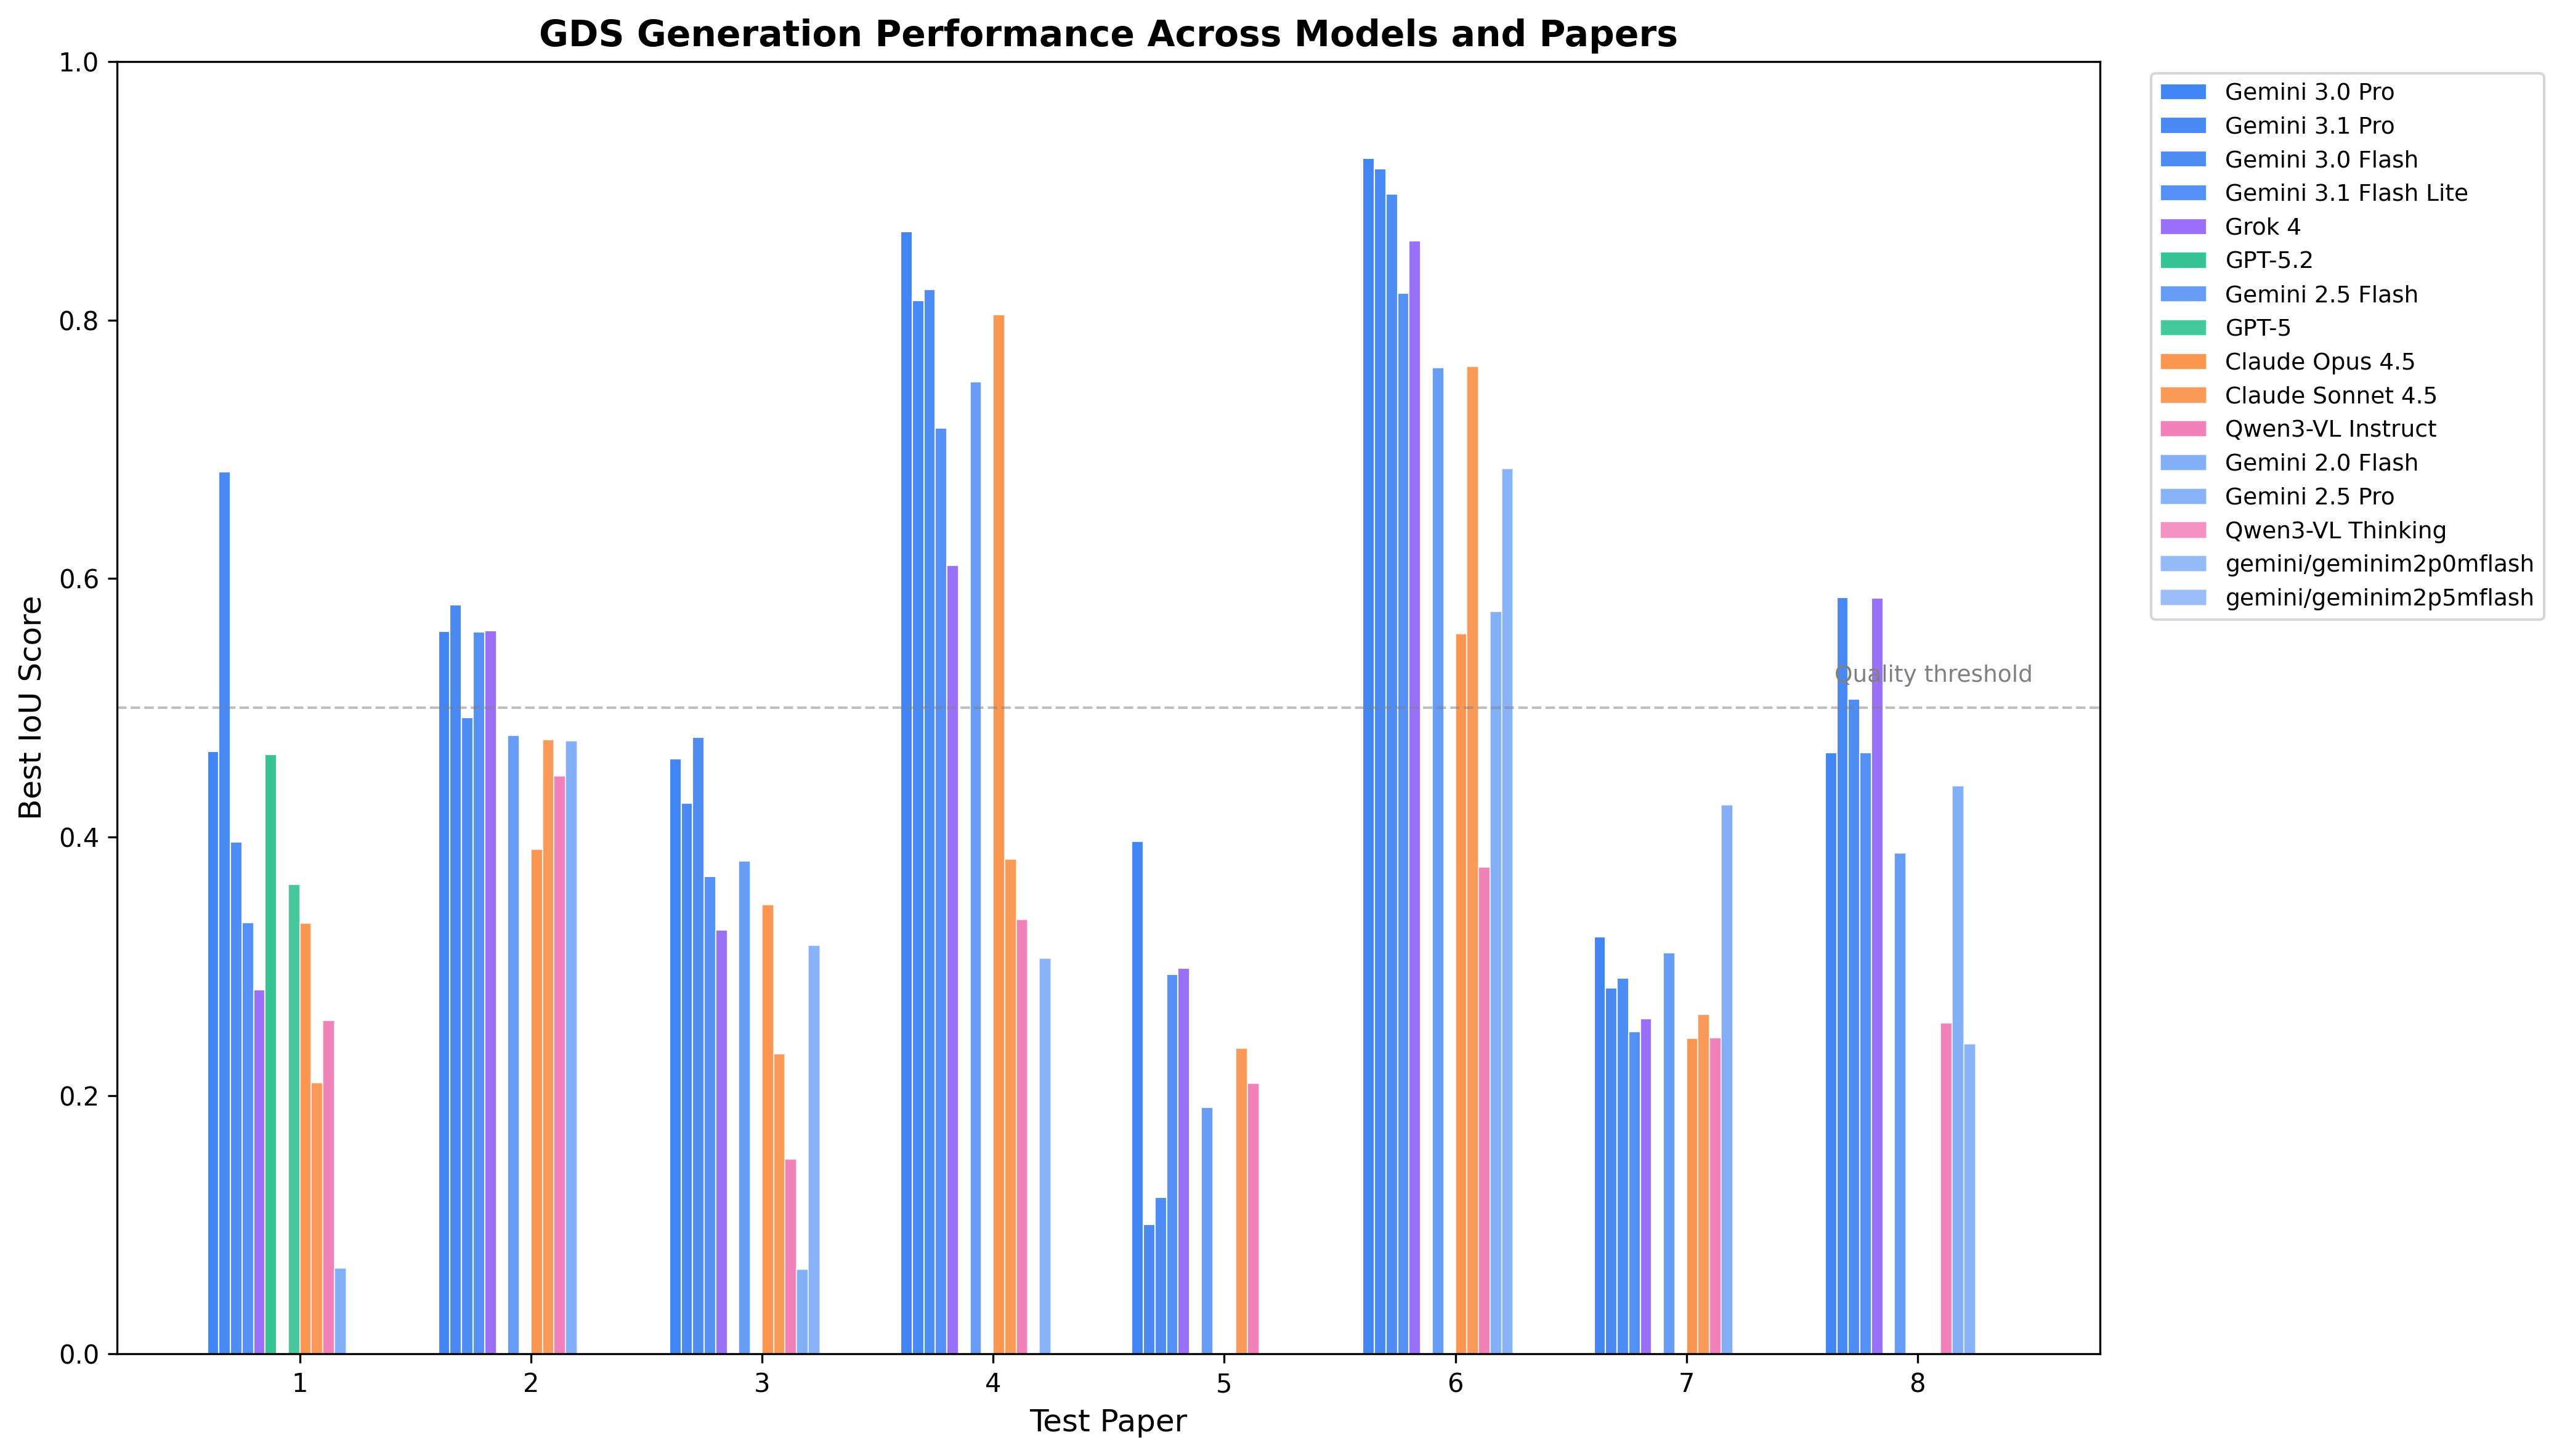 GDS Generation Performance Across Models and Papers
1.0
0.8
0.6
0.4
0.2
0.0
Best IoU Score
Quality threshold
1 2 3 4 5 6 7 8
Test Paper
Gemini 3.0 Pro
Gemini 3.1 Pro
Gemini 3.0 Flash
Gemini 3.1 Flash Lite
Grok 4
GPT-5.2
Gemini 2.5 Flash
GPT-5
Claude Opus 4.5
Claude Sonnet 4.5
Qwen3-VL Instruct
Gemini 2.0 Flash
Gemini 2.5 Pro
Qwen3-VL Thinking
gemini/geminim2p0mflash
gemini/geminim2p5mflash